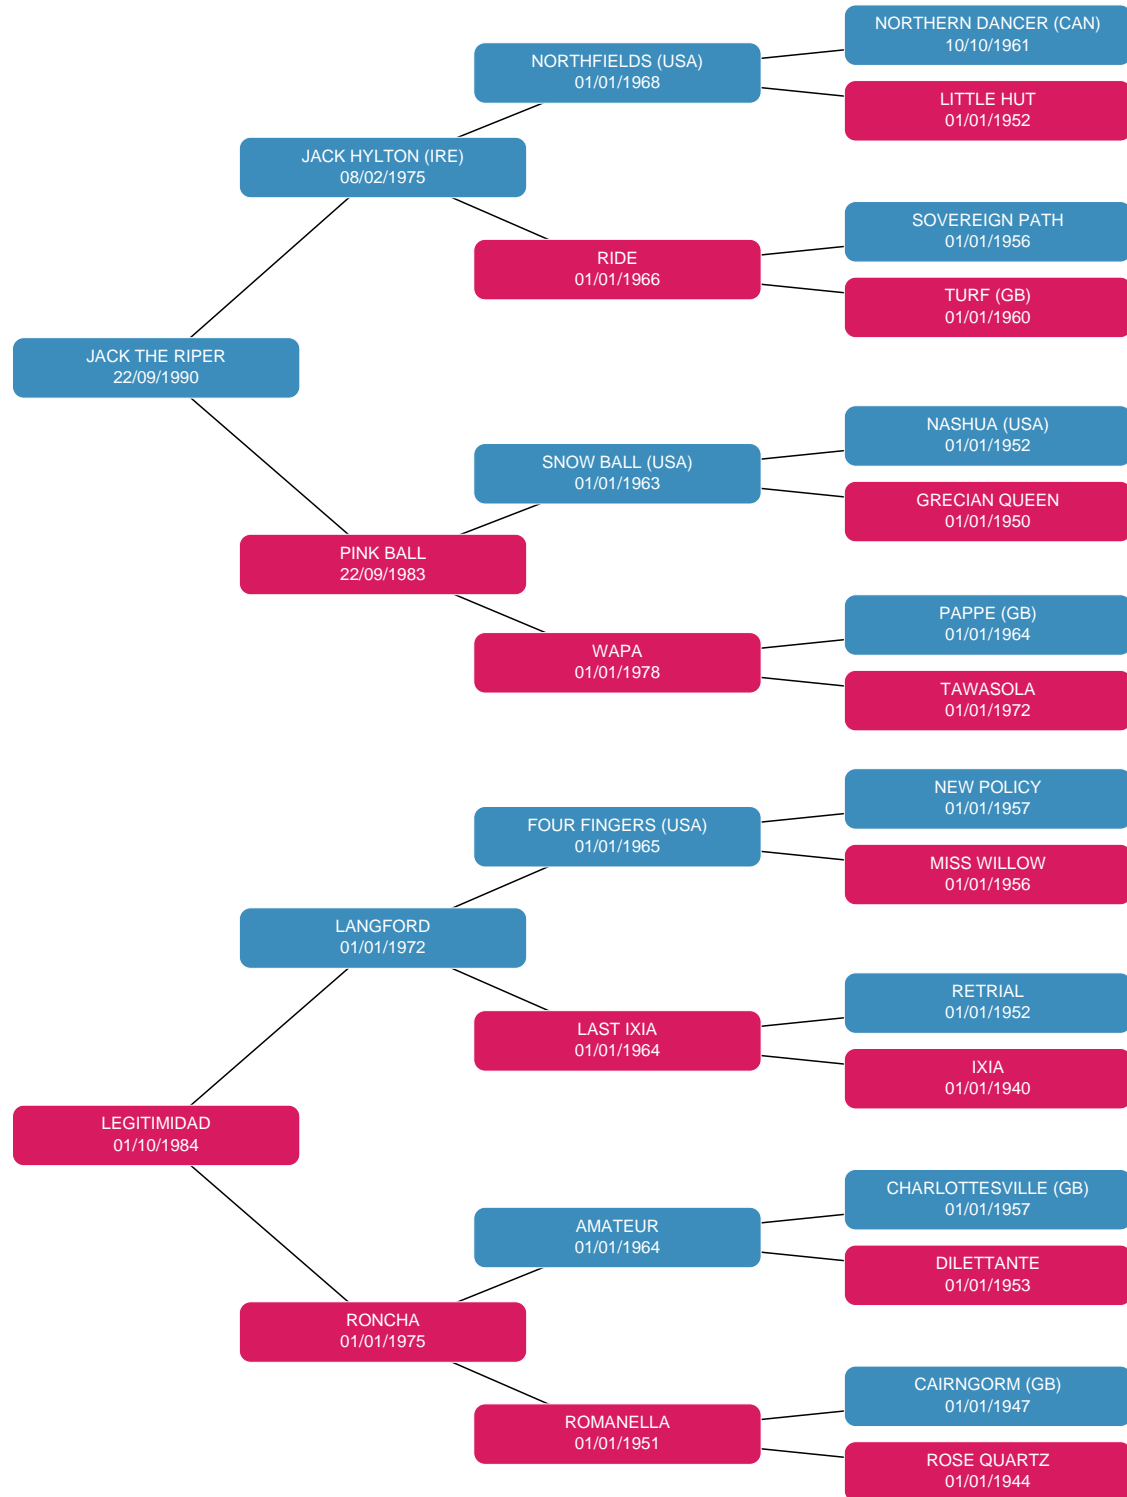 NORTHERN DANCER (CAN)
10/10/1961
NORTHFIELDS (USA)
01/01/1968
LITTLE HUT
01/01/1952
JACK HYLTON (IRE)
08/02/1975
SOVEREIGN PATH
01/01/1956
RIDE
01/01/1966
TURF (GB)
01/01/1960
JACK THE RIPER
22/09/1990
NASHUA (USA)
01/01/1952
SNOW BALL (USA)
01/01/1963
GRECIAN QUEEN
01/01/1950
PINK BALL
22/09/1983
PAPPE (GB)
01/01/1964
WAPA
01/01/1978
TAWASOLA
01/01/1972
NEW POLICY
01/01/1957
FOUR FINGERS (USA)
01/01/1965
MISS WILLOW
01/01/1956
LANGFORD
01/01/1972
RETRIAL
01/01/1952
LAST IXIA
01/01/1964
IXIA
01/01/1940
LEGITIMIDAD
01/10/1984
CHARLOTTESVILLE (GB)
01/01/1957
AMATEUR
01/01/1964
DILETTANTE
01/01/1953
RONCHA
01/01/1975
CAIRNGORM (GB)
01/01/1947
ROMANELLA
01/01/1951
ROSE QUARTZ
01/01/1944